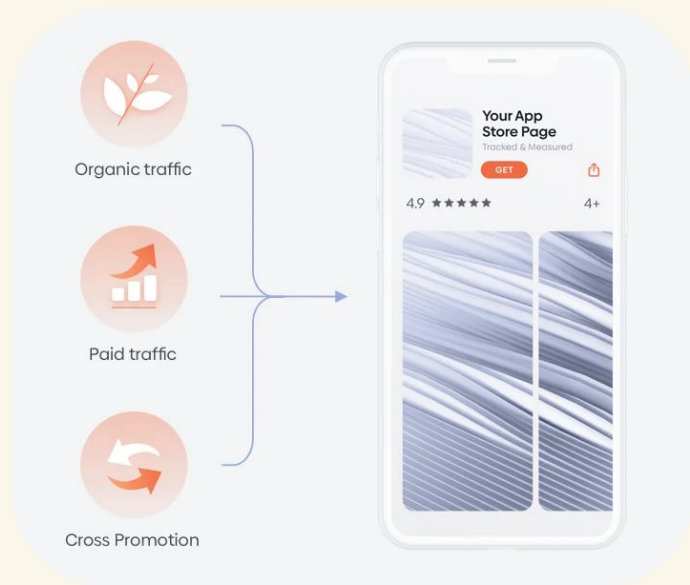 Organic traffic
Paid traffic
Cross Promotion
Your App
Store Page
Tracked & Measured
GET
4.9 ★★★★★
4+